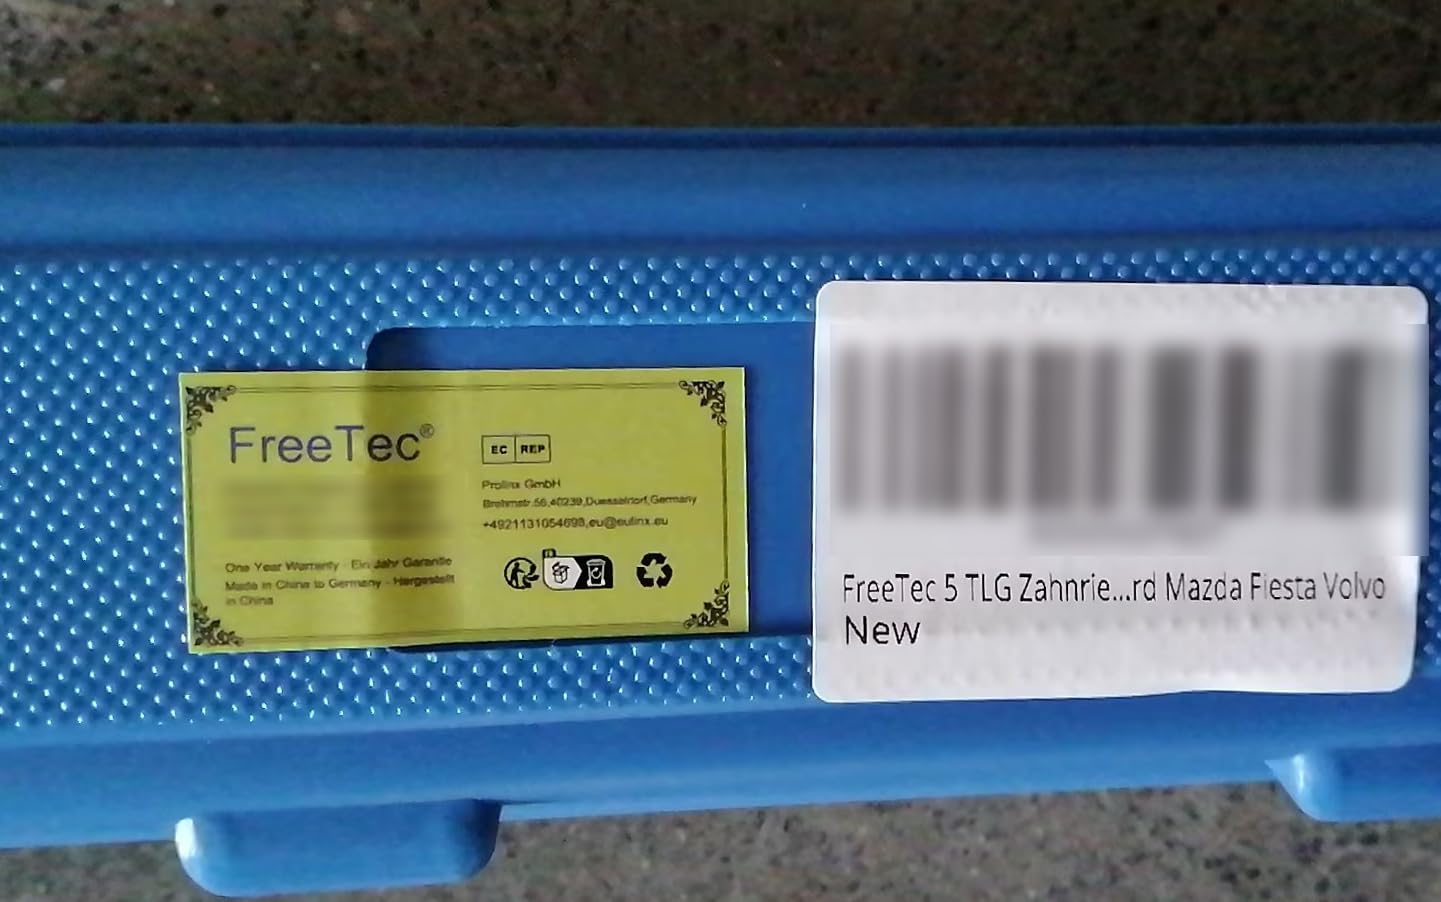 FreeTec®
EC REP
Prolinx GmbH
Brehmstr.56,40239,Duesseldorf,Germany
+4921131054698,eu@eulinx.eu
One Year Warrenty - Ein Jahr Garantie
Made in China to Germany - Hergestellt
in China
FreeTec 5 TLG Zahnrie...rd Mazda Fiesta Volvo
New